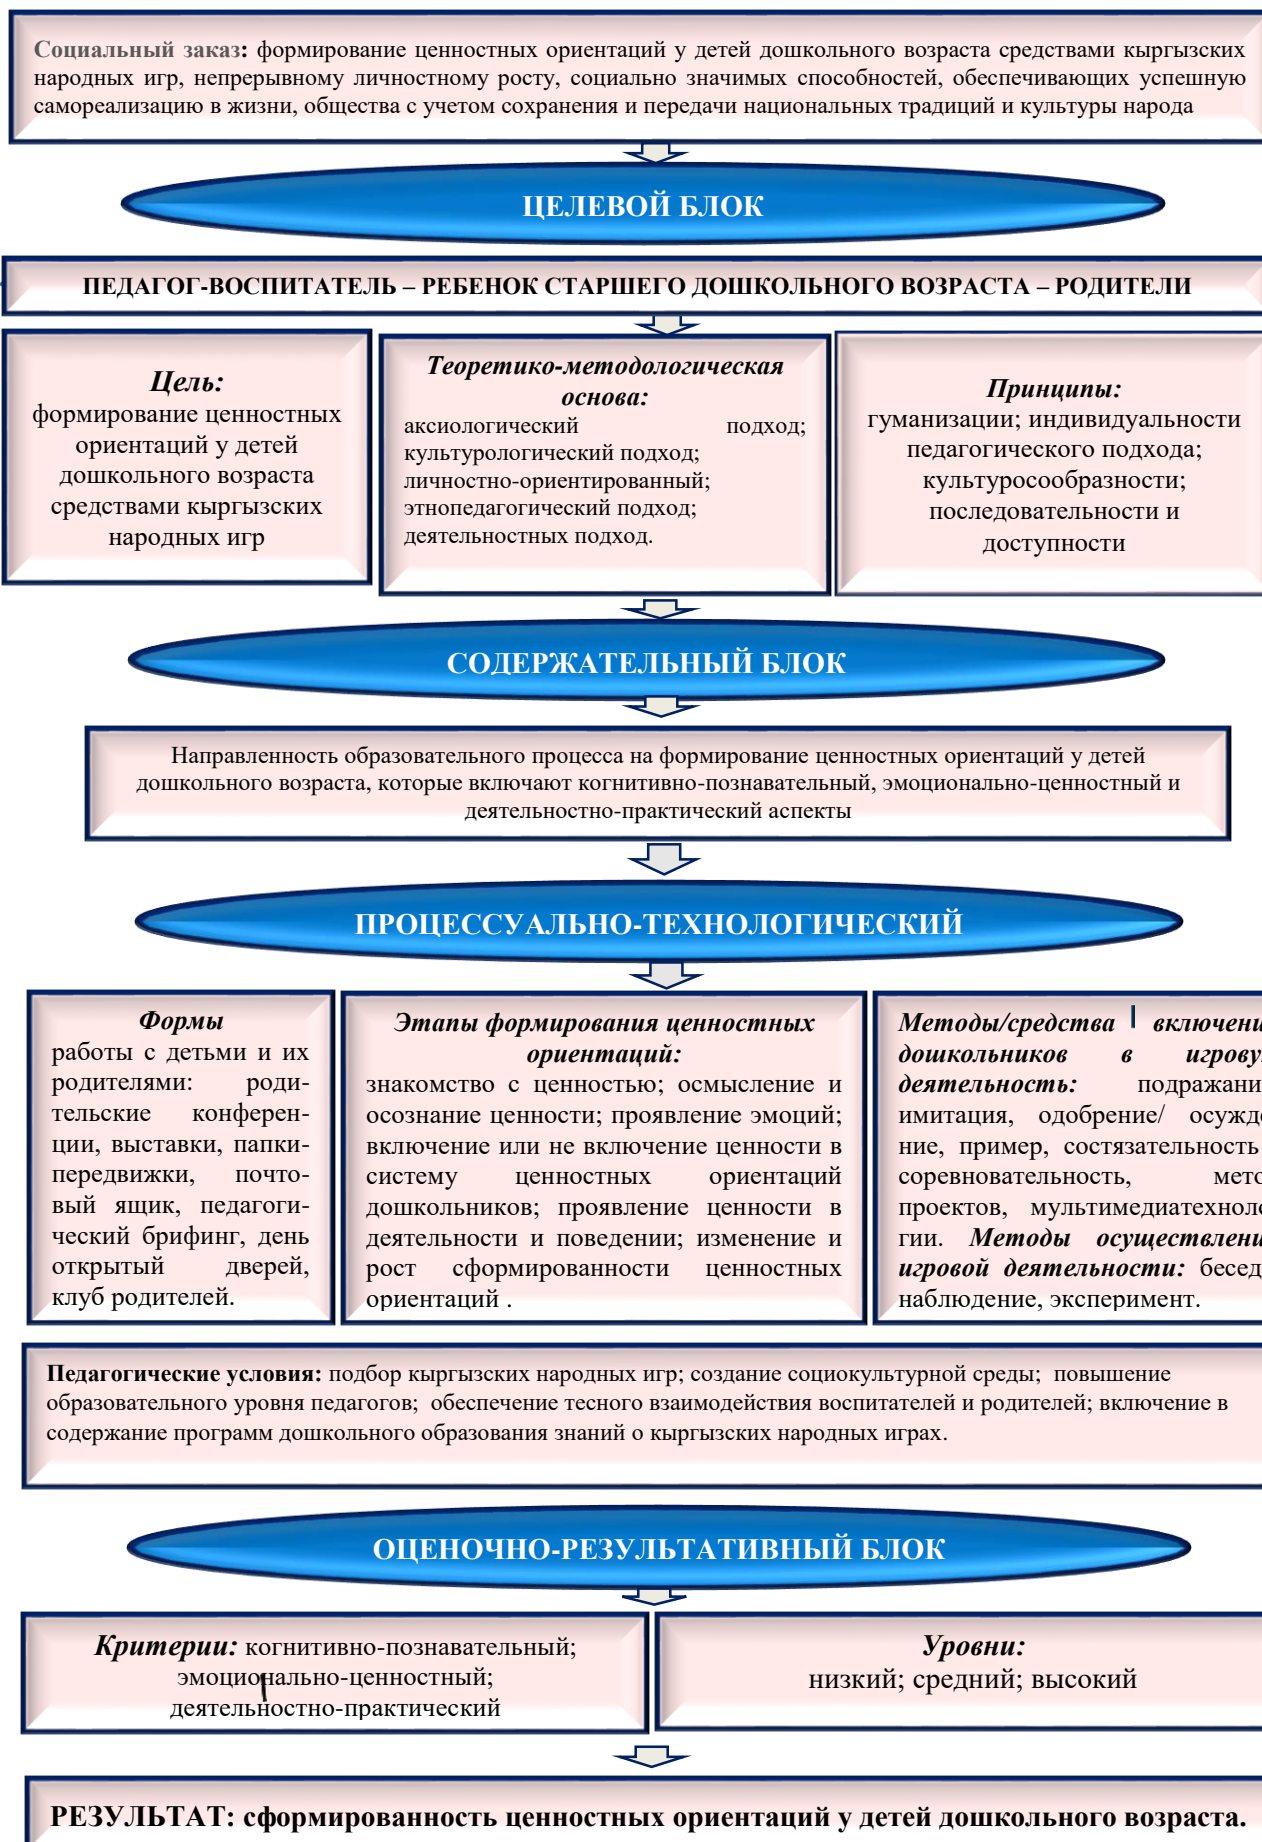 Социальный заказ: формирование ценностных ориентаций у детей дошкольного возраста средствами кыргызских
народных игр, непрерывному личностному росту, социально значимых способностей, обеспечивающих успешную
самореализацию в жизни, общества с учетом сохранения и передачи национальных традиций и культуры народа
ЦЕЛЕВОЙ БЛОК
ПЕДАГОГ-ВОСПИТАТЕЛЬ – РЕБЕНОК СТАРШЕГО ДОШКОЛЬНОГО ВОЗРАСТА – РОДИТЕЛИ
Цель:
формирование ценностных
ориентаций у детей
дошкольного возраста
средствами кыргызских
народных игр
Теоретико-методологическая
основа:
аксиологический подход;
культурологический подход;
личностно-ориентированный;
этнопедагогический подход;
деятельностных подход.
Принципы:
гуманизации; индивидуальности
педагогического подхода;
культуросообразности;
последовательности и
доступности
СОДЕРЖАТЕЛЬНЫЙ БЛОК
Направленность образовательного процесса на формирование ценностных ориентаций у детей
дошкольного возраста, которые включают когнитивно-познавательный, эмоционально-ценностный и
деятельностно-практический аспекты
ПРОЦЕССУАЛЬНО-ТЕХНОЛОГИЧЕСКИЙ
Формы
работы с детьми и их
родителями: роди-
тельские конферен-
ции, выставки, папки-
передвижки, почто-
вый ящик, педагоги-
ческий брифинг, день
открытый дверей,
клуб родителей.
Этапы формирования ценностных
ориентаций:
знакомство с ценностью; осмысление и
осознание ценности; проявление эмоций;
включение или не включение ценности в
систему ценностных ориентаций
дошкольников; проявление ценности в
деятельности и поведении; изменение и
рост сформированности ценностных
ориентаций .
Методы/средства включени
дошкольников в игрову
деятельность: подражани
имитация, одобрение/ осужде
ние, пример, состязательность
соревновательность, мето
проектов, мультимедиатехноло
гии. Методы осуществлени
игровой деятельности: бесед
наблюдение, эксперимент.
Педагогические условия: подбор кыргызских народных игр; создание социокультурной среды; повышение
образовательного уровня педагогов; обеспечение тесного взаимодействия воспитателей и родителей; включение в
содержание программ дошкольного образования знаний о кыргызских народных играх.
ОЦЕНОЧНО-РЕЗУЛЬТАТИВНЫЙ БЛОК
Критерии: когнитивно-познавательный;
эмоционально-ценностный;
деятельностно-практический
Уровни:
низкий; средний; высокий
РЕЗУЛЬТАТ: сформированность ценностных ориентаций у детей дошкольного возраста.